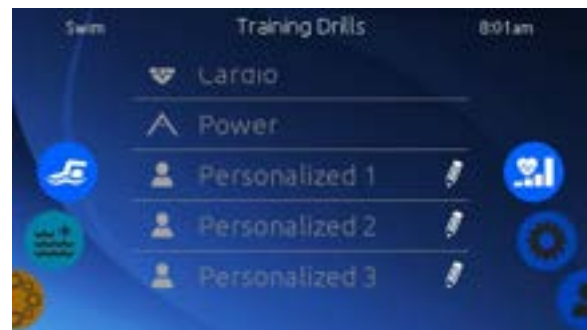 Swim Training Drills 8:01am
Cardio
Power
Personalized 1
Personalized 2
Personalized 3